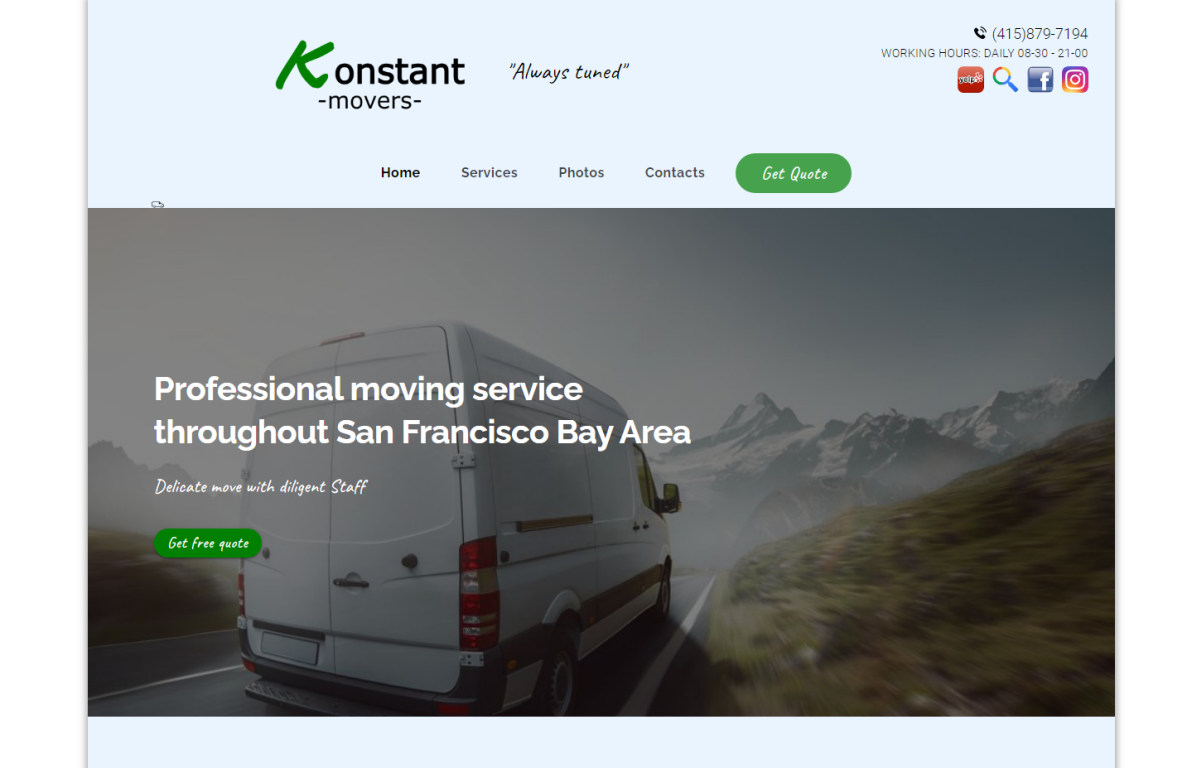 Konstant
-movers-
"Always tuned"
(415)879-7194
WORKING HOURS: DAILY 08-30 - 21-00
yelp
f
Home Services Photos Contacts Get Quote
Professional moving service
throughout San Francisco Bay Area
Delicate move with diligent Staff
Get free quote